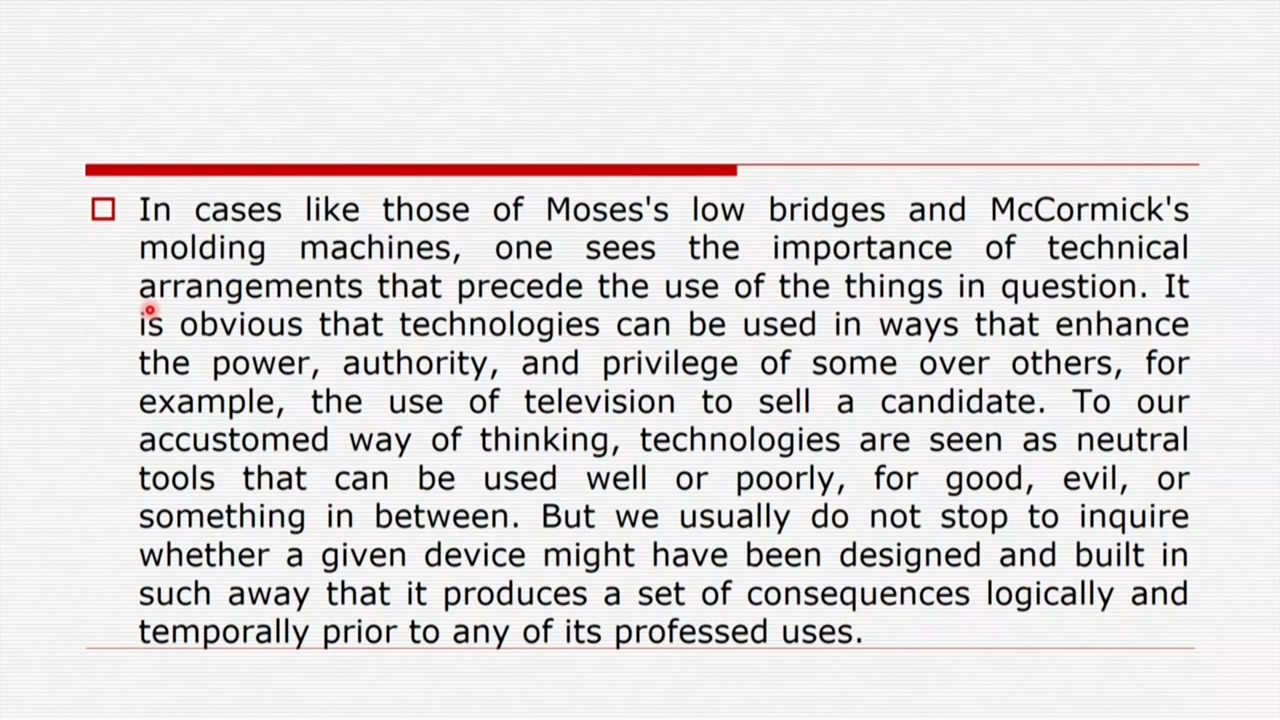 In cases like those of Moses's low bridges and McCormick's
molding machines, one sees the importance of technical
arrangements that precede the use of the things in question. It
is obvious that technologies can be used in ways that enhance
the power, authority, and privilege of some over others, for
example, the use of television to sell a candidate. To our
accustomed way of thinking, technologies are seen as neutral
tools that can be used well or poorly, for good, evil, or
something in between. But we usually do not stop to inquire
whether a given device might have been designed and built in
such away that it produces a set of consequences logically and
temporally prior to any of its professed uses.